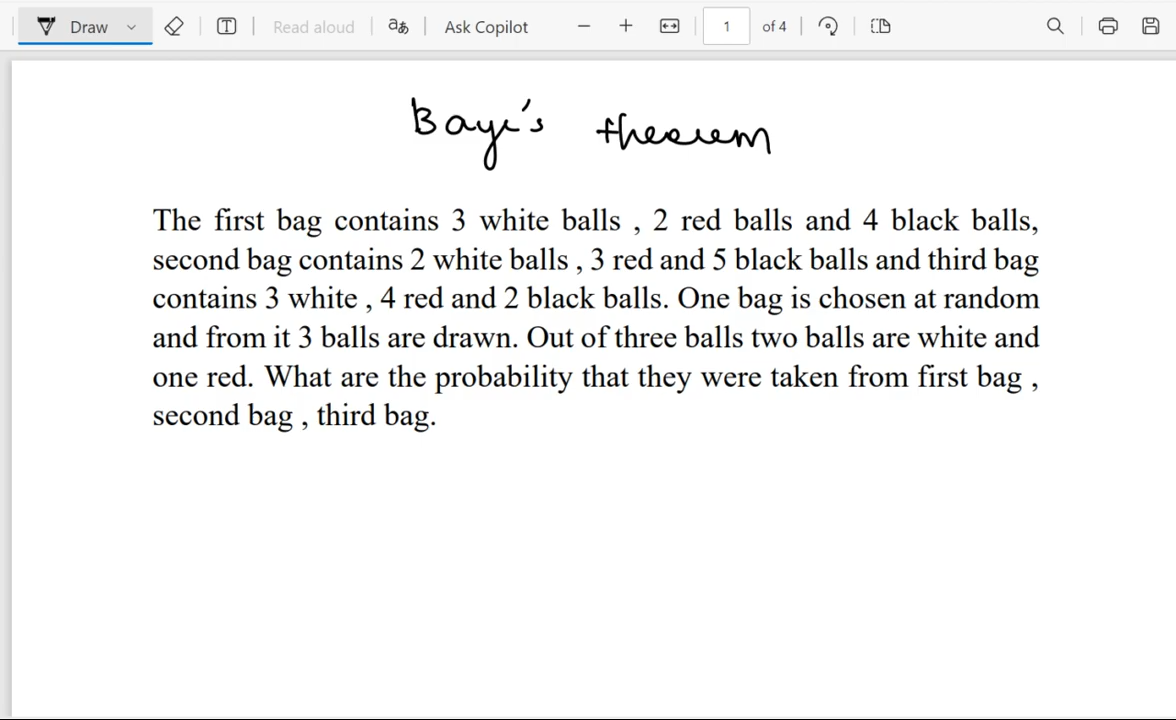 Draw Read aloud aあ Ask Copilot 1 of 4
Baye's theorem
The first bag contains 3 white balls , 2 red balls and 4 black balls,
second bag contains 2 white balls , 3 red and 5 black balls and third bag
contains 3 white , 4 red and 2 black balls. One bag is chosen at random
and from it 3 balls are drawn. Out of three balls two balls are white and
one red. What are the probability that they were taken from first bag ,
second bag , third bag.